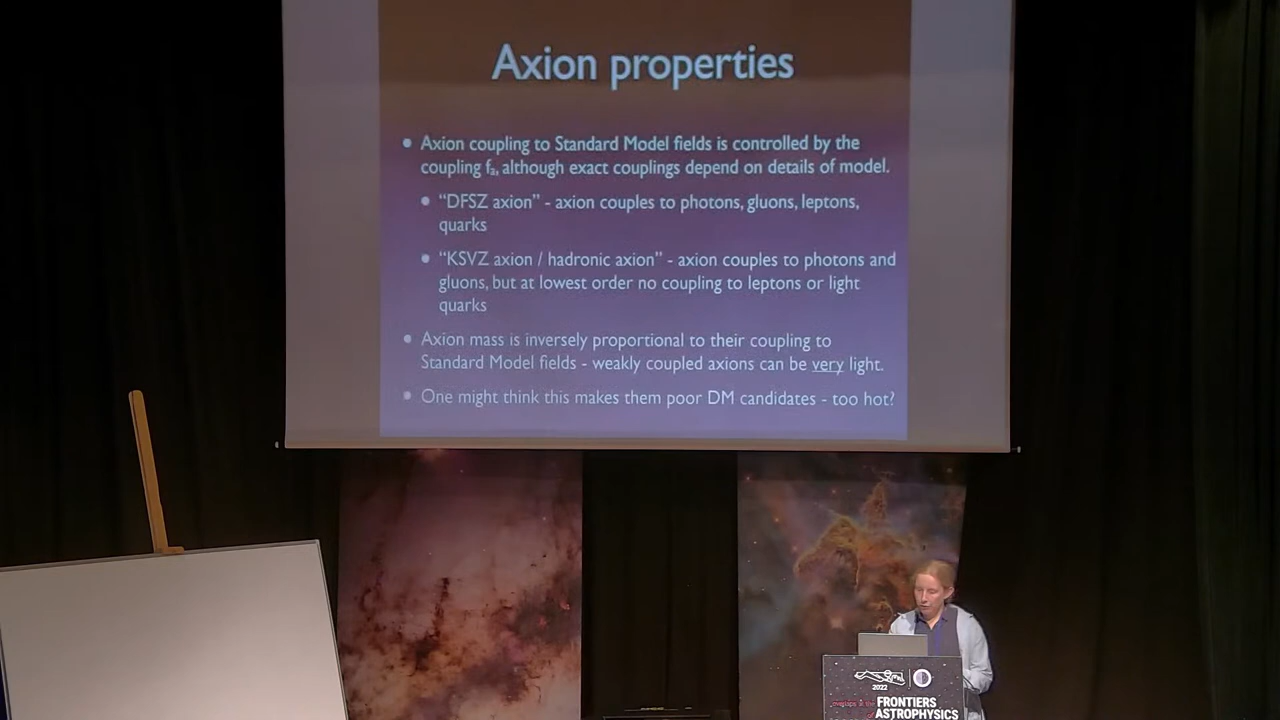 Axion properties
• Axion coupling to Standard Model fields is controlled by the
coupling fₐ, although exact couplings depend on details of model.
• “DFSZ axion” - axion couples to photons, gluons, leptons,
quarks
• “KSVZ axion / hadronic axion” - axion couples to photons and
gluons, but at lowest order no coupling to leptons or light
quarks
• Axion mass is inversely proportional to their coupling to
Standard Model fields - weakly coupled axions can be very light.
• One might think this makes them poor DM candidates - too hot?
2022
FRONTIERS
ASTROPHYSICS